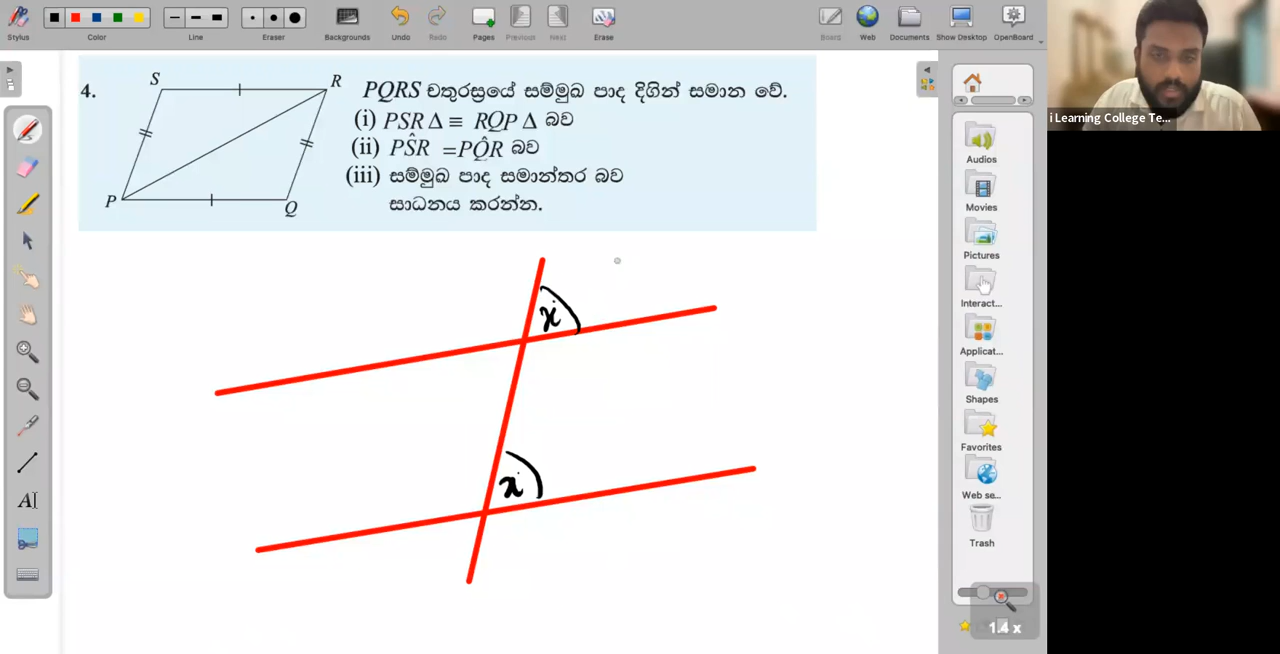 Stylus
Color
Line
Eraser
Backgrounds
Undo
Redo
Pages
Previous
Next
Erase
Board
Web
Documents
Show Desktop
OpenBoard
4.
S
R
P
Q
PQRS චතුරස්‍රයේ සම්මුඛ පාද දිගින් සමාන වේ.
(i) PSR Δ ≡ RQP Δ බව
(ii) PŜR = PQ̂R බව
(iii) සම්මුඛ පාද සමාන්තර බව
සාධනය කරන්න.
x
x
i Learning College Te...
Audios
Movies
Pictures
Interact...
Applicat...
Shapes
Favorites
Web se...
Trash
1.4 x